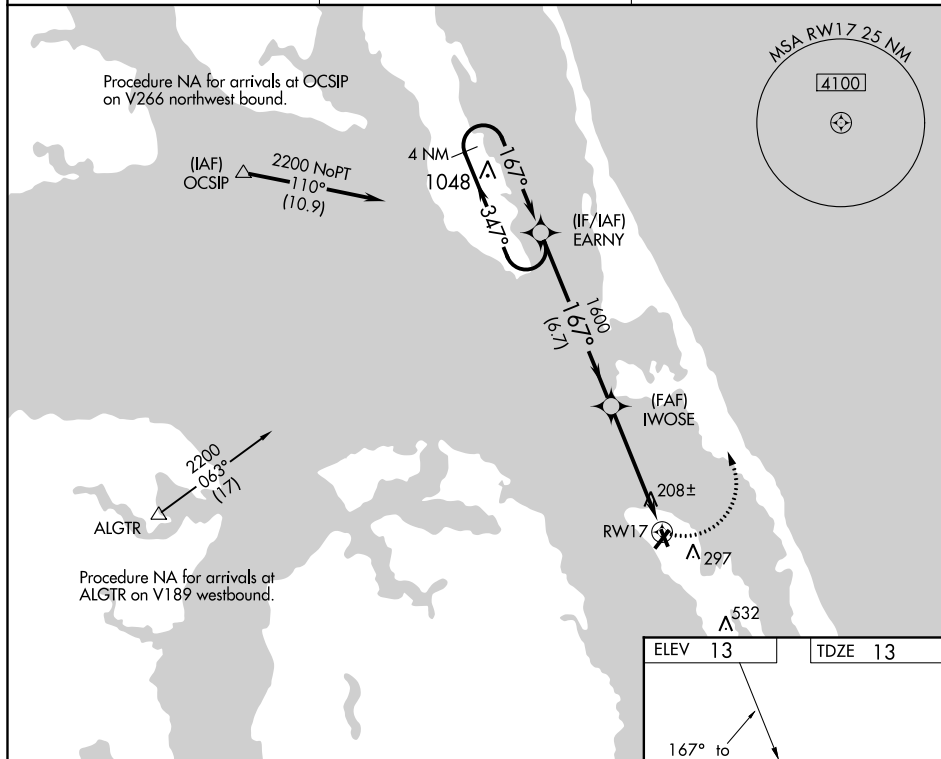 MSA RW17 25 NM
4100
Procedure NA for arrivals at OCSIP
on V266 northwest bound.
(IAF)
OCSIP
2200 NoPT
110°
(10.9)
4 NM
1048
167°
347°
(IF/IAF)
EARNY
1600
167°
(6.7)
(FAF)
IWOSE
2200
063°
(17)
ALGTR
208±
RW17
297
Procedure NA for arrivals at
ALGTR on V189 westbound.
532
ELEV 13
TDZE 13
167° to